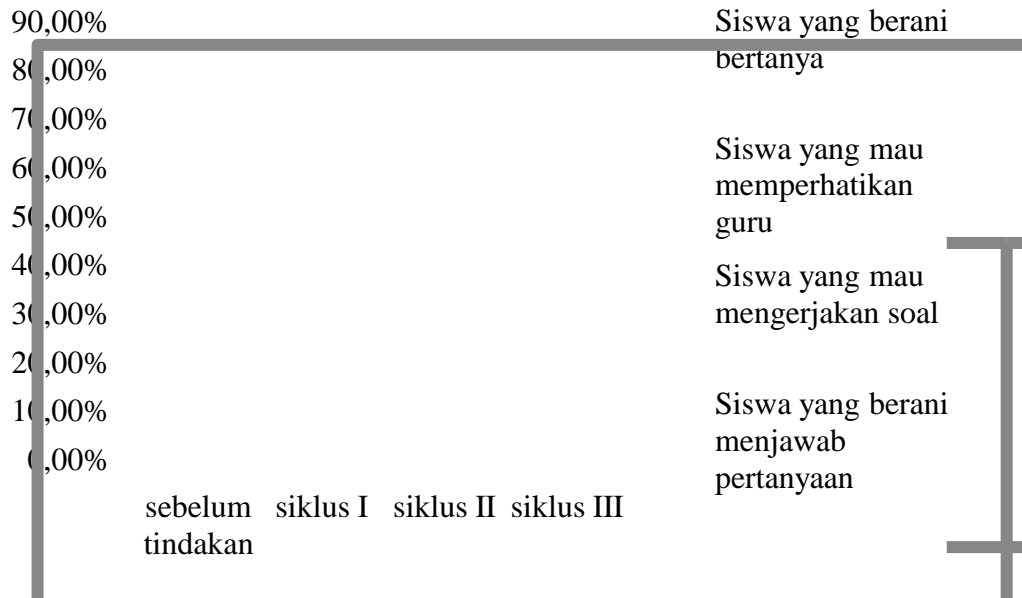 90,00%
80,00%
70,00%
60,00%
50,00%
40,00%
30,00%
20,00%
10,00%
0,00%
sebelum tindakan
siklus I
siklus II
siklus III
Siswa yang berani
bertanya
Siswa yang mau
memperhatikan
guru
Siswa yang mau
mengerjakan soal
Siswa yang berani
menjawab
pertanyaan